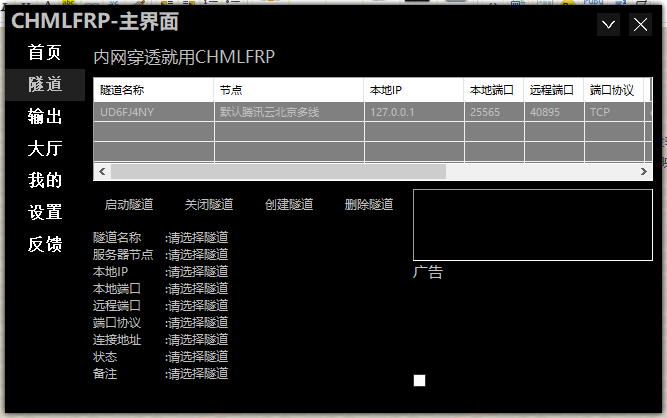 CHMLFRP-主界面
首页
隧道
输出
大厅
我的
设置
反馈
内网穿透就用CHMLFRP
隧道名称 节点 本地IP 本地端口 远程端口 端口协议
UD6FJ4NY 默认腾讯云北京多线 127.0.0.1 25565 40895 TCP
启动隧道 关闭隧道 创建隧道 删除隧道
隧道名称 :请选择隧道
服务器节点 :请选择隧道
本地IP :请选择隧道
本地端口 :请选择隧道
远程端口 :请选择隧道
端口协议 :请选择隧道
连接地址 :请选择隧道
状态 :请选择隧道
备注 :请选择隧道
广告